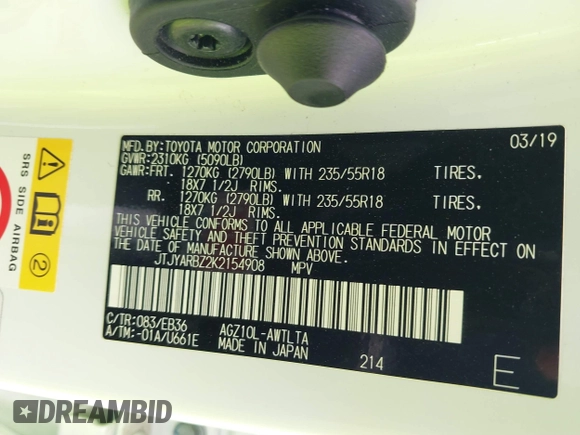 MFD.BY:TOYOTA MOTOR CORPORATION 03/19
GVWR:2310KG (5090LB)
GAWR:FRT. 1270KG (2790LB) WITH 235/55R18 TIRES,
18X7 1/2J RIMS.
RR. 1270KG (2790LB) WITH 235/55R18 TIRES,
18X7 1/2J RIMS.
THIS VEHICLE CONFORMS TO ALL APPLICABLE FEDERAL MOTOR
VEHICLE SAFETY AND THEFT PREVENTION STANDARDS IN EFFECT ON
THE DATE OF MANUFACTURE SHOWN ABOVE.
JTJYARBZ2K2154908 MPV
C/TR:083/EB36 AGZ10L-AWTLTA
A/TM:-01A/U661E MADE IN JAPAN 214
E
SRS SIDE AIRBAG
2
DREAMBID